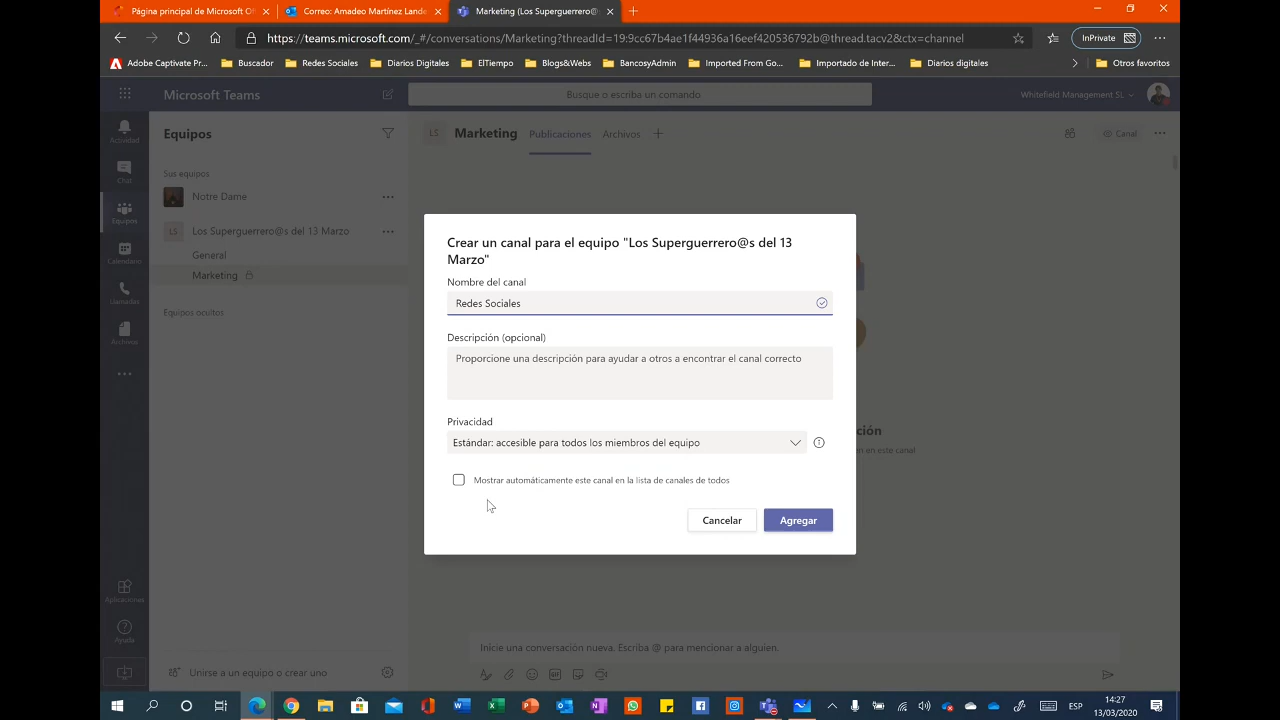 Página principal de Microsoft Of
Correo: Amadeo Martínez Lande
Marketing (Los Superguerrero@s
https://teams.microsoft.com/_#/conversations/Marketing?threadId=19:9cc67b4ae1f44936a16eef420536792b@thread.tacv2&ctx=channel
InPrivate
Adobe Captivate Pr...
Buscador
Redes Sociales
Diarios Digitales
ElTiempo
Blogs&Webs
BancosyAdmin
Imported From Goo...
Importado de Inter...
Diarios digitales
Otros favoritos
Microsoft Teams
Busque o escriba un comando
Whitefield Management SL
Actividad
Chat
Equipos
Calendario
Llamadas
Archivos
Aplicaciones
Ayuda
Equipos
Sus equipos
Notre Dame
LS
Los Superguerrero@s del 13 Marzo
General
Marketing
Equipos ocultos
Unirse a un equipo o crear uno
LS
Marketing
Publicaciones
Archivos
Canal
Crear un canal para el equipo "Los Superguerrero@s del 13
Marzo"
Nombre del canal
Redes Sociales
Descripción (opcional)
Proporcione una descripción para ayudar a otros a encontrar el canal correcto
Privacidad
Estándar: accesible para todos los miembros del equipo
Mostrar automáticamente este canal en la lista de canales de todos
Cancelar
Agregar
ción
en en este canal
Inicie una conversación nueva. Escriba @ para mencionar a alguien.
GIF
ESP
14:27
13/03/2020